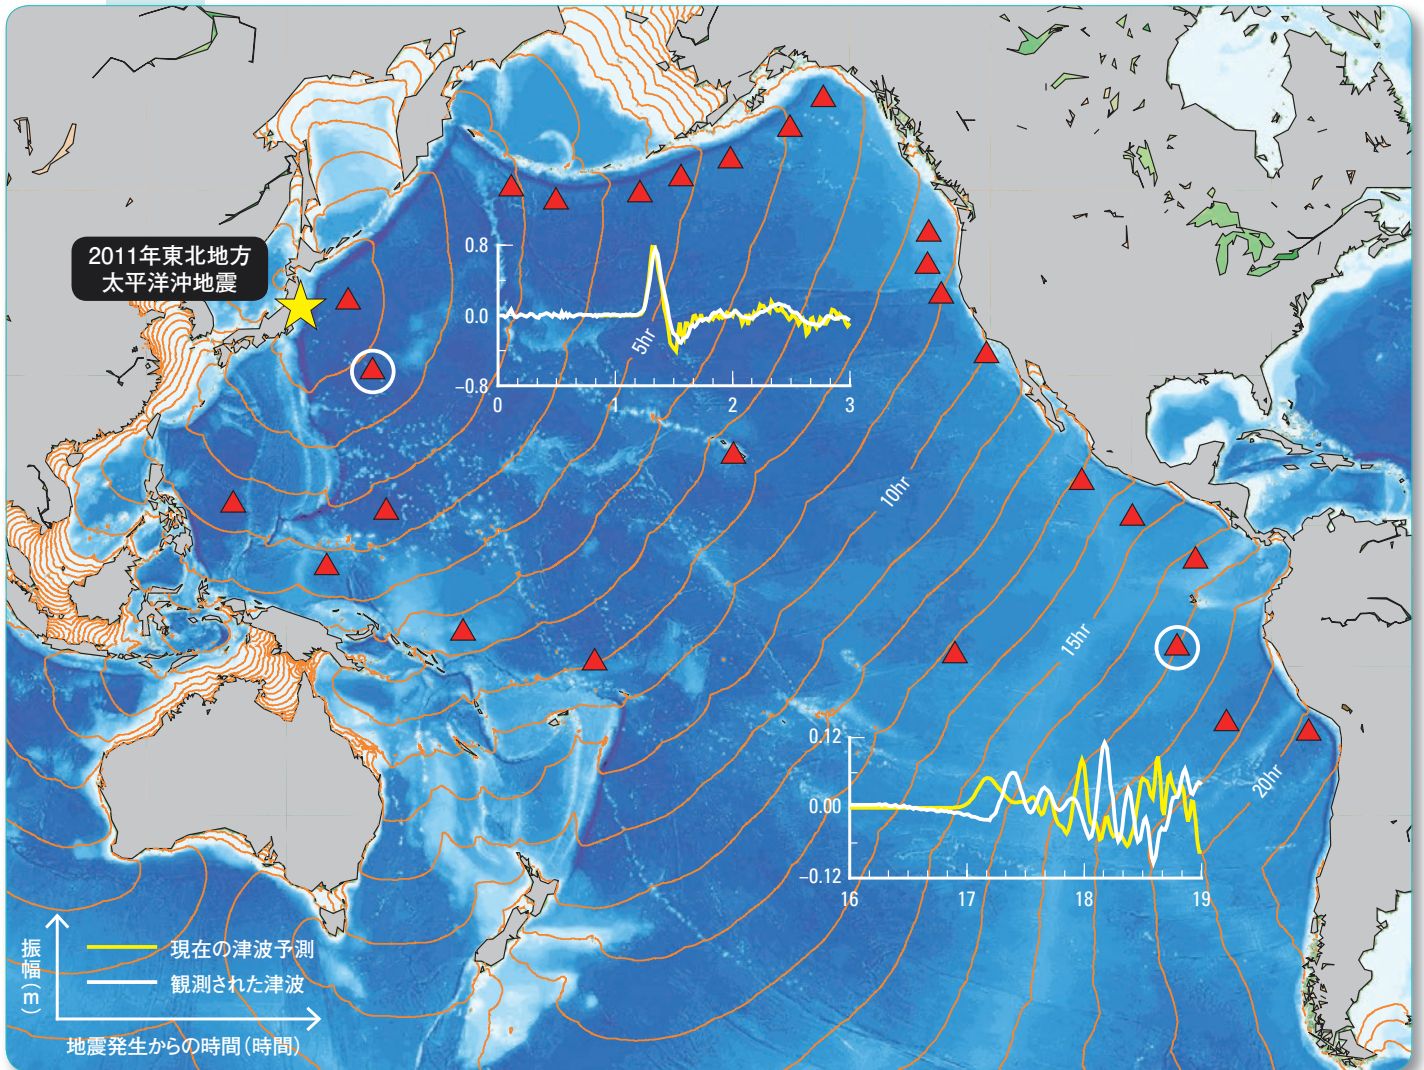 2011年東北地方
太平洋沖地震
0.8
0.0
−0.8
0
1
2
3
5hr
10hr
15hr
20hr
0.12
0.00
−0.12
16
17
18
19
振幅(m)
現在の津波予測
観測された津波
地震発生からの時間(時間)